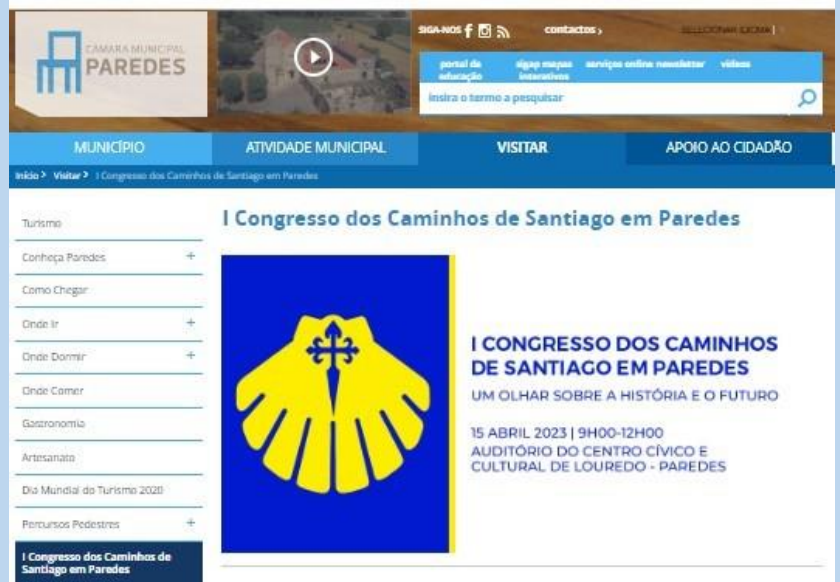 CÂMARA MUNICIPAL
PAREDES
SIGA-NOS
contactos
SELECIONAR IDIOMA
portal da educação
sigap mapas interativos
serviços online
newsletter
vídeos
insira o termo a pesquisar
MUNICÍPIO
ATIVIDADE MUNICIPAL
VISITAR
APOIO AO CIDADÃO
Início > Visitar > I Congresso dos Caminhos de Santiago em Paredes
Turismo
Conheça Paredes +
Como Chegar
Onde Ir +
Onde Dormir +
Onde Comer
Gastronomia
Artesanato
Dia Mundial do Turismo 2020
Percursos Pedestres +
I Congresso dos Caminhos de
Santiago em Paredes
I Congresso dos Caminhos de Santiago em Paredes
I CONGRESSO DOS CAMINHOS
DE SANTIAGO EM PAREDES
UM OLHAR SOBRE A HISTÓRIA E O FUTURO
15 ABRIL 2023 | 9H00-12H00
AUDITÓRIO DO CENTRO CÍVICO E
CULTURAL DE LOUREDO - PAREDES